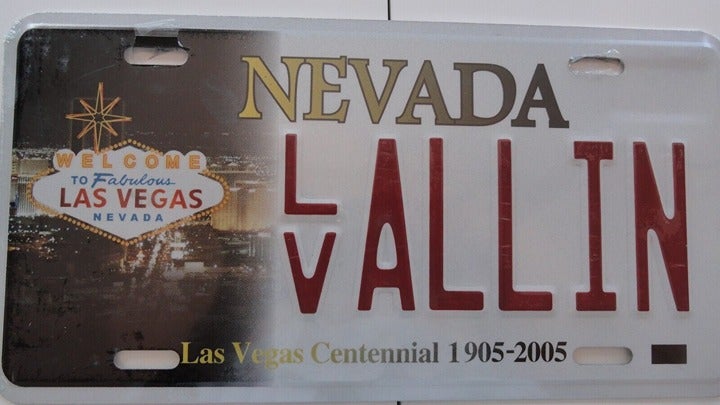 NEVADA
WELCOME
TO Fabulous
LAS VEGAS
NEVADA
LV ALLIN
Las Vegas Centennial 1905-2005